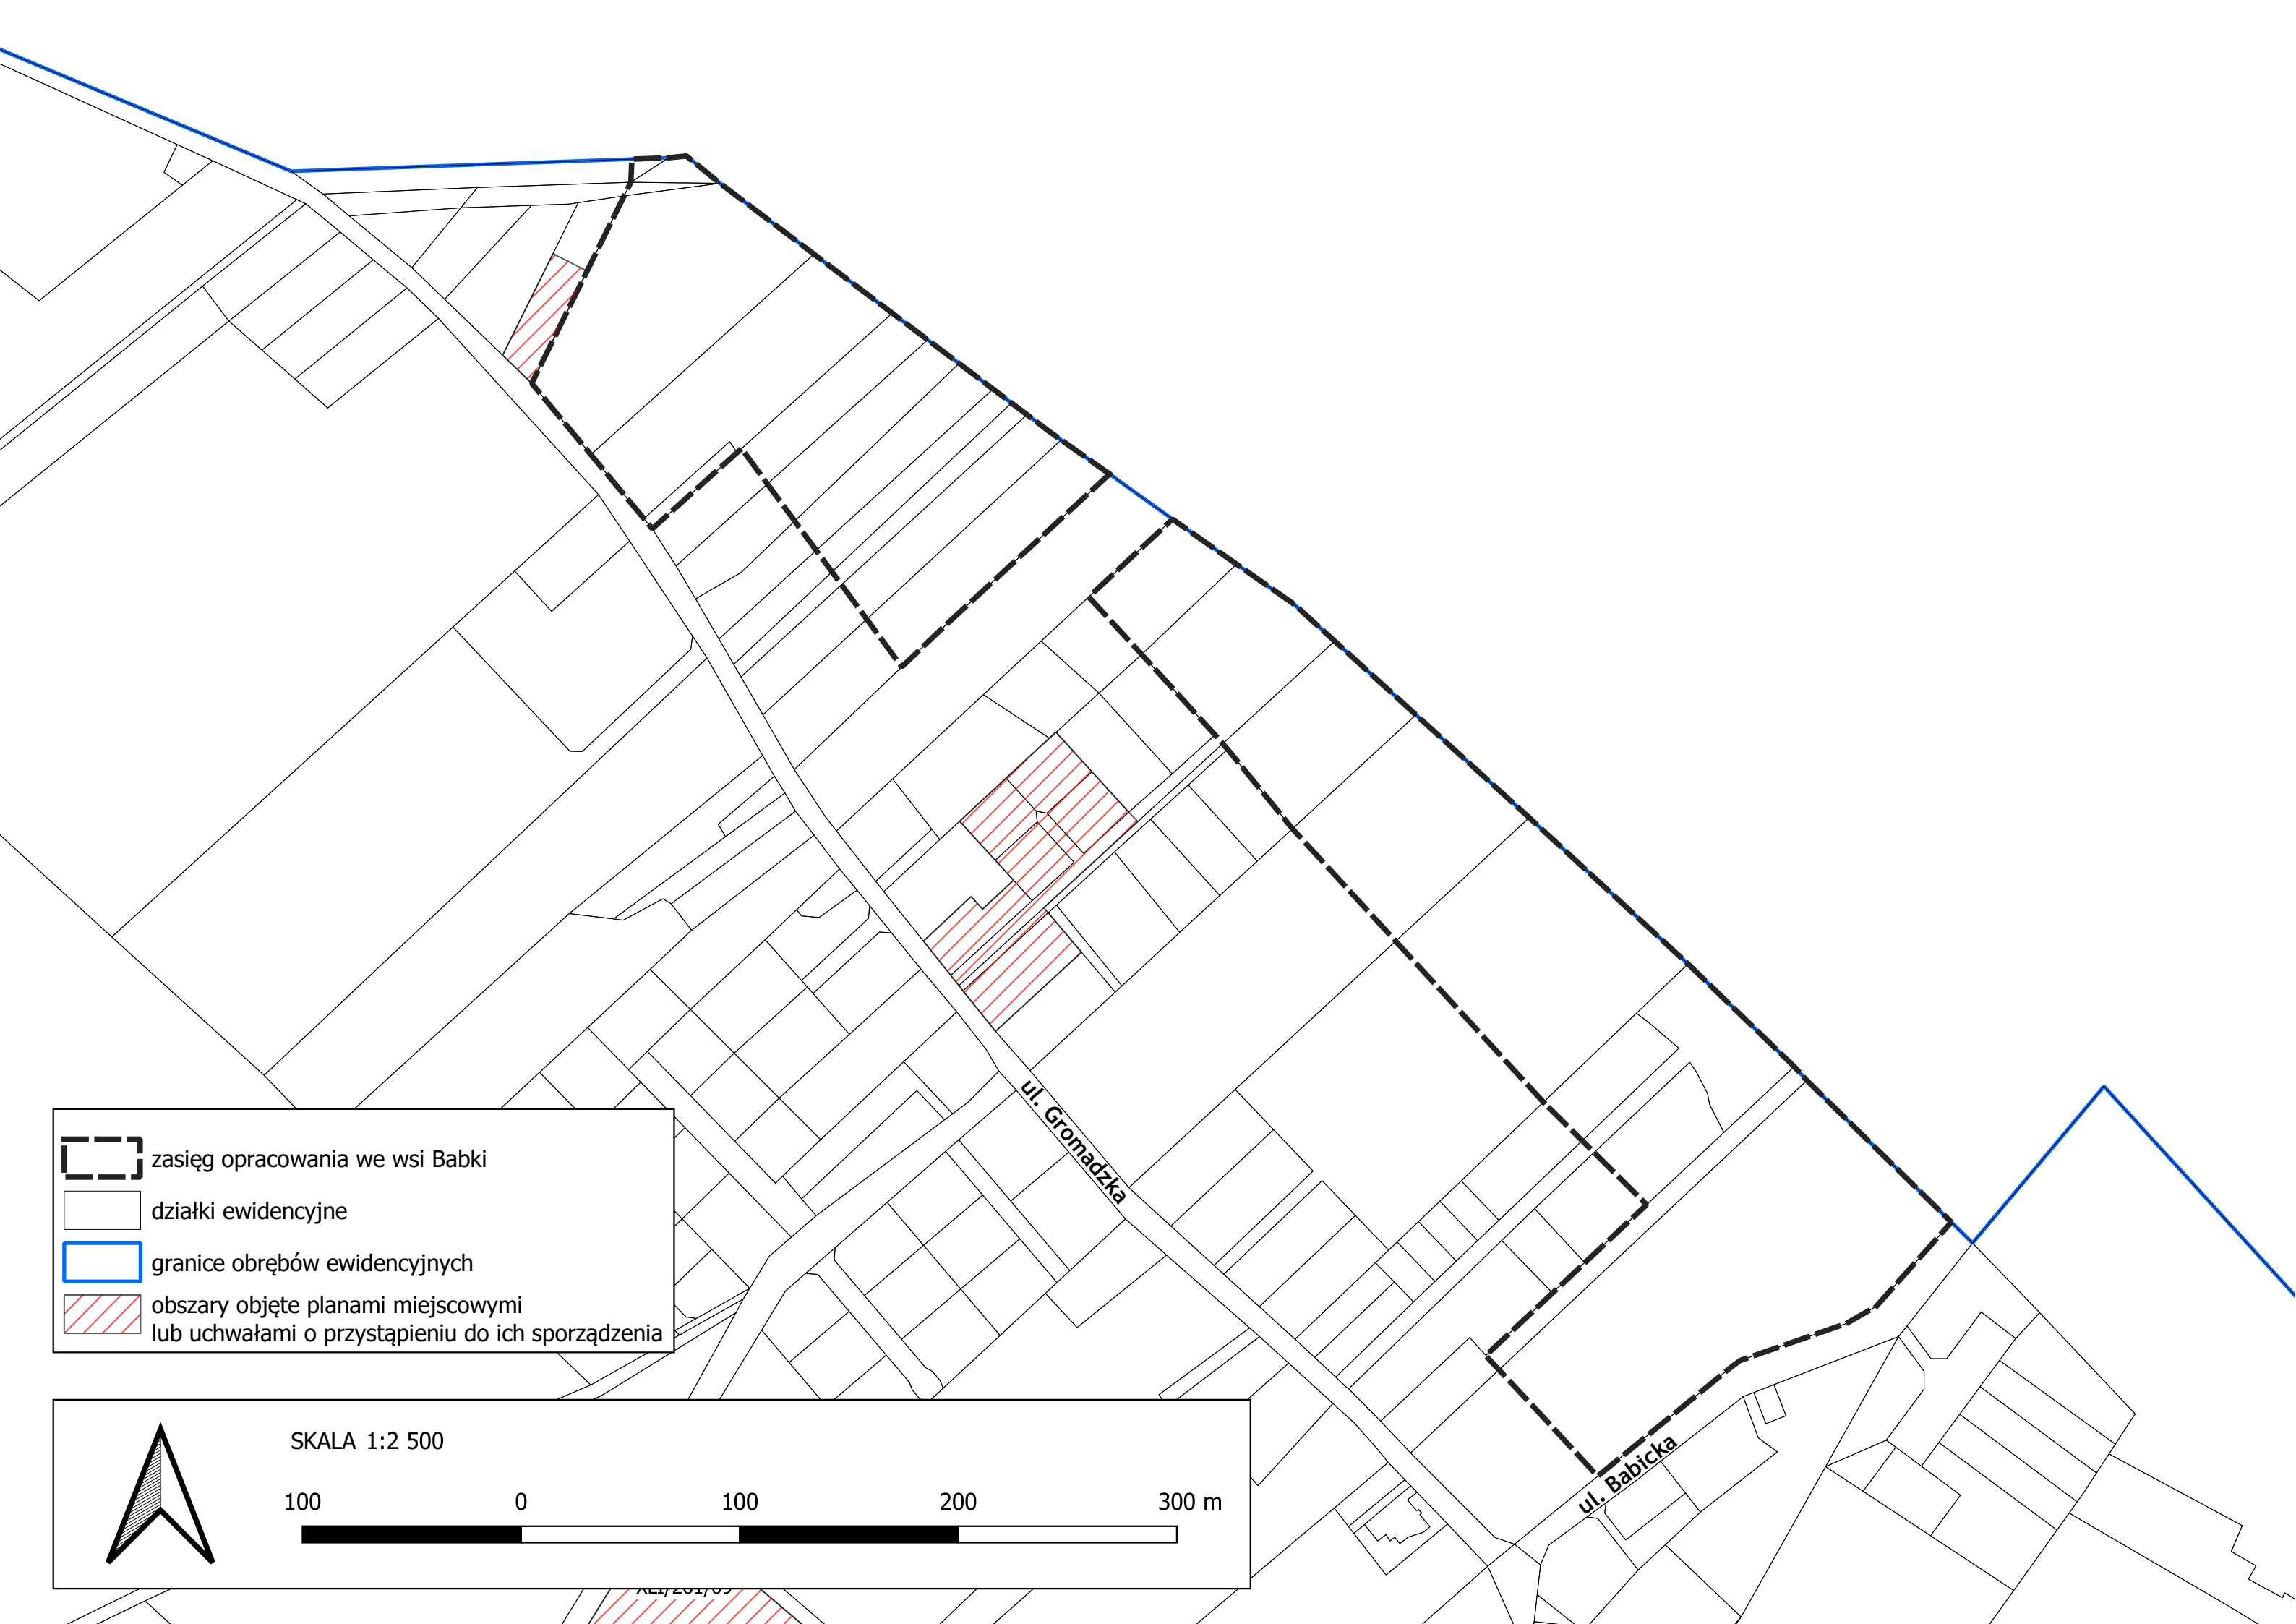 ul. Gromadzka
zasięg opracowania we wsi Babki
działki ewidencyjne
granice obrębów ewidencyjnych
obszary objęte planami miejscowymi
lub uchwałami o przystąpieniu do ich sporządzenia
ul. Babicka
SKALA 1:2 500
100 0 100 200 300 m